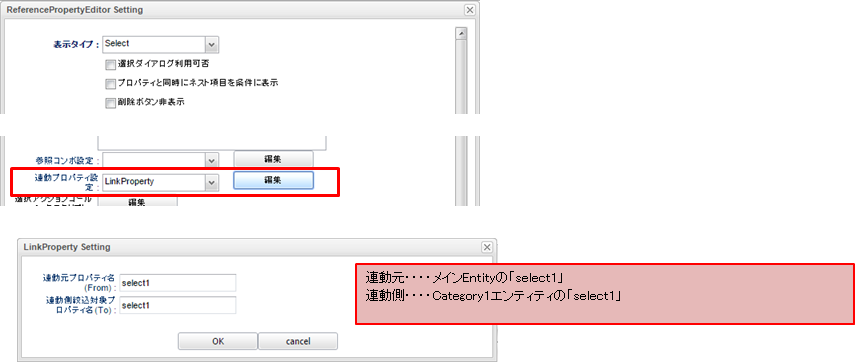 ReferencePropertyEditor Setting
表示タイプ : Select
選択ダイアログ利用可否
プロパティと同時にネスト項目を条件に表示
削除ボタン非表示
参照コンボ設定 : 編集
連動プロパティ設
定 : LinkProperty 編集
選択アクションコール
編集
LinkProperty Setting
連動元プロパティ名
(From) : select1
連動側絞込対象プ
ロパティ名(To) : select1
OK cancel
連動元・・・・メインEntityの「select1」
連動側・・・・Category1エンティティの「select1」